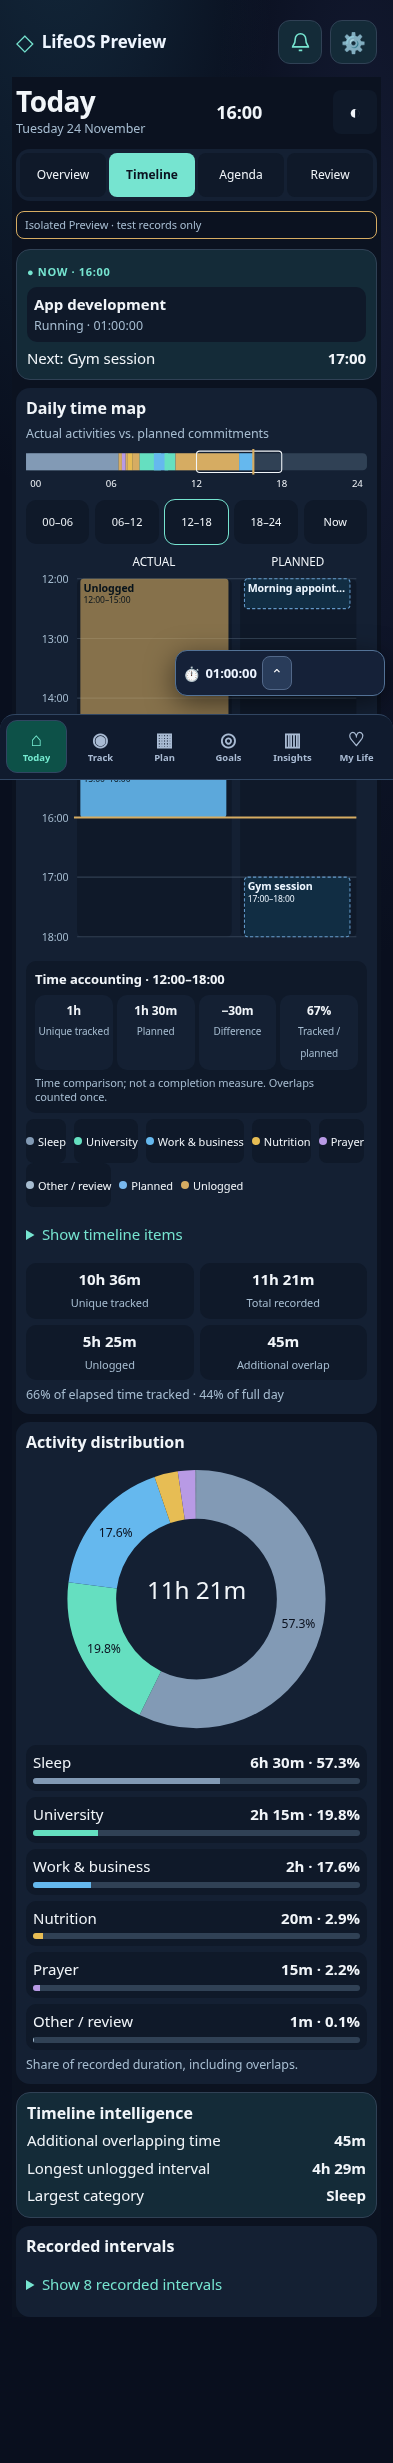 LifeOS Preview
Today
16:00
Tuesday 24 November
Overview
Timeline
Agenda
Review
Isolated Preview · test records only
● NOW · 16:00
App development
Running · 01:00:00
Next: Gym session 17:00
Daily time map
Actual activities vs. planned commitments
00 06 12 18 24
00–06 06–12 12–18 18–24 Now
ACTUAL PLANNED
12:00
Unlogged
12:00–15:00
Morning appoint...
13:00
01:00:00
14:00
Today Track Plan Goals Insights My Life
16:00
17:00
Gym session
17:00–18:00
18:00
Time accounting · 12:00–18:00
1h 1h 30m −30m 67%
Unique tracked Planned Difference Tracked /
planned
Time comparison; not a completion measure. Overlaps
counted once.
Sleep University Work & business Nutrition Prayer
Other / review Planned Unlogged
Show timeline items
10h 36m 11h 21m
Unique tracked Total recorded
5h 25m 45m
Unlogged Additional overlap
66% of elapsed time tracked · 44% of full day
Activity distribution
17.6%
11h 21m
57.3%
19.8%
Sleep 6h 30m · 57.3%
University 2h 15m · 19.8%
Work & business 2h · 17.6%
Nutrition 20m · 2.9%
Prayer 15m · 2.2%
Other / review 1m · 0.1%
Share of recorded duration, including overlaps.
Timeline intelligence
Additional overlapping time 45m
Longest unlogged interval 4h 29m
Largest category Sleep
Recorded intervals
Show 8 recorded intervals